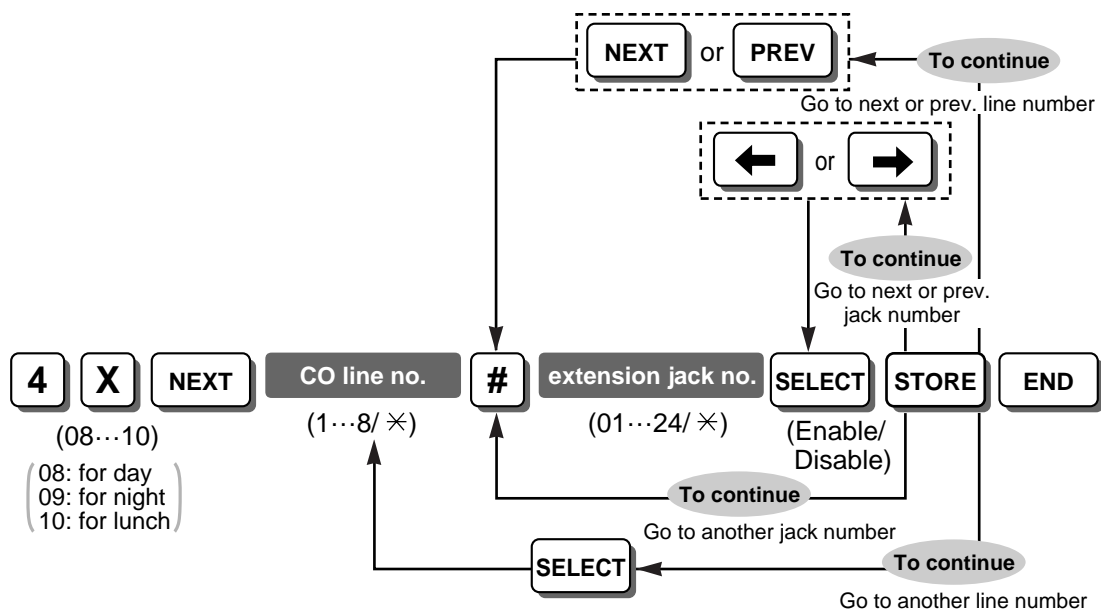 NEXT or PREV
To continue
Go to next or prev. line number
← or →
To continue
Go to next or prev.
jack number
4 X NEXT CO line no. # extension jack no. SELECT STORE END
(08···10) (1···8/ ✳) (01···24/ ✳) (Enable/
Disable)
08: for day
09: for night
10: for lunch
To continue
Go to another jack number
SELECT
To continue
Go to another line number